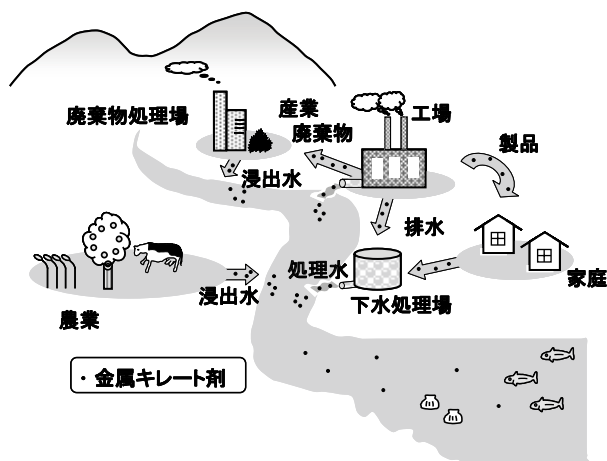 廃棄物処理場
産業
廃棄物
工場
製品
浸出水
排水
処理水
下水処理場
家庭
浸出水
農業
・金属キレート剤